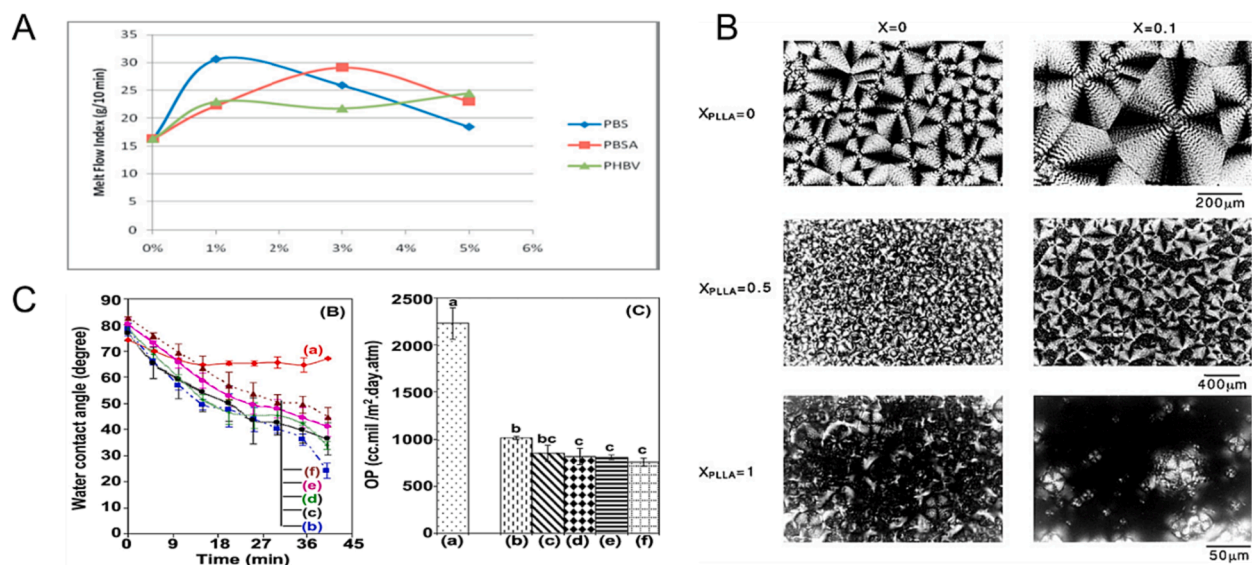 A
Melt Flow Index (g/10 min)
35
30
25
20
15
10
5
0
0% 1% 2% 3% 4% 5% 6%
PBS
PBSA
PHBV
B
X=0 X=0.1
XPLLA=0
200μm
XPLLA=0.5
400μm
XPLLA=1
50μm
C
(B)
Water contact angle (degree)
90
80
70
60
50
40
30
20
10
0
(a)
(f)
(e)
(d)
(c)
(b)
0 9 18 27 36 45
Time (min)
(C)
OP (cc.mil /m².day.atm)
2500
2000
1500
1000
500
0
a
b bc c c c
(a) (b) (c) (d) (e) (f)